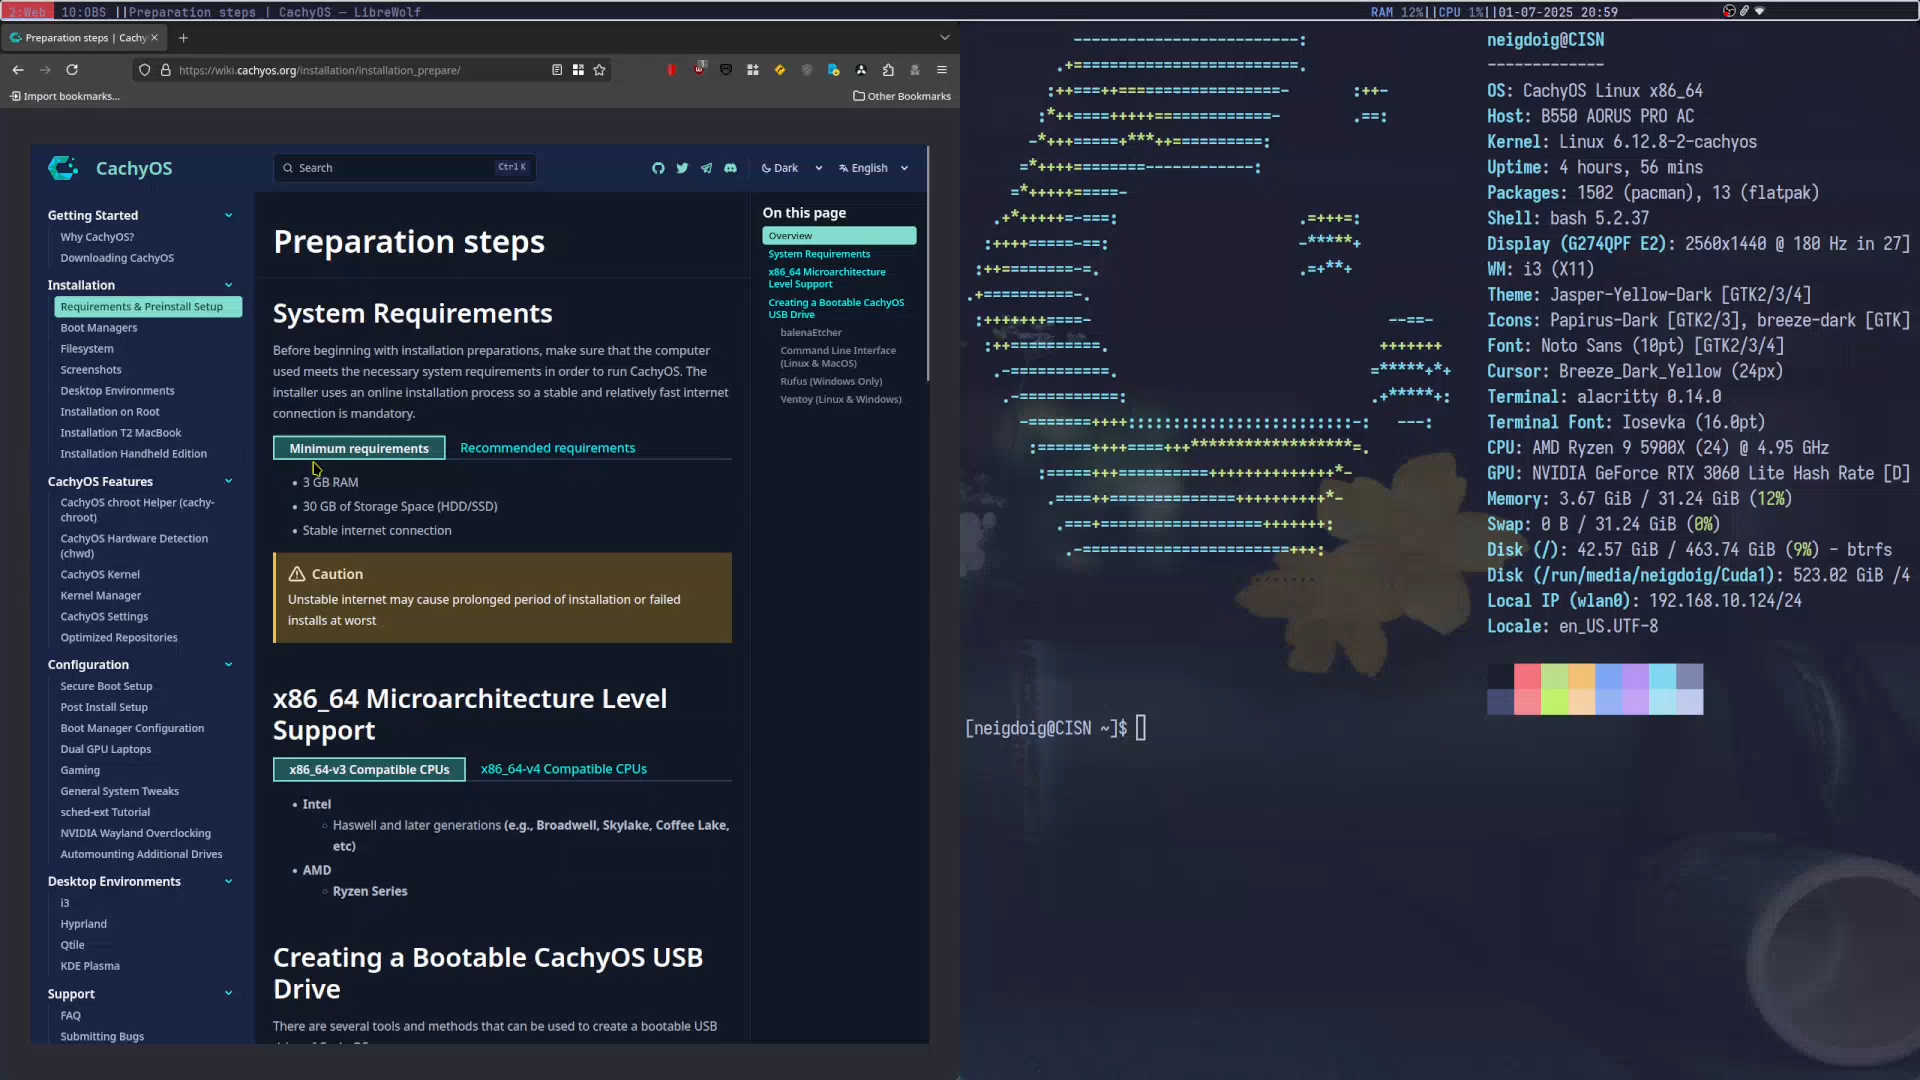 2:Web 10:OBS ||Preparation steps | CachyOS — LibreWolf
RAM 12%||CPU 1%||01-07-2025 20:59
Preparation steps | Cachy
https://wiki.cachyos.org/installation/installation_prepare/
Import bookmarks...
Other Bookmarks
CachyOS
Search
Ctrl K
Dark
English
Getting Started
Why CachyOS?
Downloading CachyOS
Installation
Requirements & Preinstall Setup
Boot Managers
Filesystem
Screenshots
Desktop Environments
Installation on Root
Installation T2 MacBook
Installation Handheld Edition
CachyOS Features
CachyOS chroot Helper (cachy-
chroot)
CachyOS Hardware Detection
(chwd)
CachyOS Kernel
Kernel Manager
CachyOS Settings
Optimized Repositories
Configuration
Secure Boot Setup
Post Install Setup
Boot Manager Configuration
Dual GPU Laptops
Gaming
General System Tweaks
sched-ext Tutorial
NVIDIA Wayland Overclocking
Automounting Additional Drives
Desktop Environments
i3
Hyprland
Qtile
KDE Plasma
Support
FAQ
Submitting Bugs
Preparation steps
System Requirements
Before beginning with installation preparations, make sure that the computer
used meets the necessary system requirements in order to run CachyOS. The
installer uses an online installation process so a stable and relatively fast internet
connection is mandatory.
Minimum requirements
Recommended requirements
3 GB RAM
30 GB of Storage Space (HDD/SSD)
Stable internet connection
Caution
Unstable internet may cause prolonged period of installation or failed
installs at worst
x86_64 Microarchitecture Level
Support
x86_64-v3 Compatible CPUs
x86_64-v4 Compatible CPUs
Intel
Haswell and later generations (e.g., Broadwell, Skylake, Coffee Lake,
etc)
AMD
Ryzen Series
Creating a Bootable CachyOS USB
Drive
There are several tools and methods that can be used to create a bootable USB
On this page
Overview
System Requirements
x86_64 Microarchitecture
Level Support
Creating a Bootable CachyOS
USB Drive
balenaEtcher
Command Line Interface
(Linux & MacOS)
Rufus (Windows Only)
Ventoy (Linux & Windows)
neigdoig@CISN
-------------
OS: CachyOS Linux x86_64
Host: B550 AORUS PRO AC
Kernel: Linux 6.12.8-2-cachyos
Uptime: 4 hours, 56 mins
Packages: 1502 (pacman), 13 (flatpak)
Shell: bash 5.2.37
Display (G274QPF E2): 2560x1440 @ 180 Hz in 27]
WM: i3 (X11)
Theme: Jasper-Yellow-Dark [GTK2/3/4]
Icons: Papirus-Dark [GTK2/3], breeze-dark [GTK]
Font: Noto Sans (10pt) [GTK2/3/4]
Cursor: Breeze_Dark_Yellow (24px)
Terminal: alacritty 0.14.0
Terminal Font: Iosevka (16.0pt)
CPU: AMD Ryzen 9 5900X (24) @ 4.95 GHz
GPU: NVIDIA GeForce RTX 3060 Lite Hash Rate [D]
Memory: 3.67 GiB / 31.24 GiB (12%)
Swap: 0 B / 31.24 GiB (0%)
Disk (/): 42.57 GiB / 463.74 GiB (9%) - btrfs
Disk (/run/media/neigdoig/Cuda1): 523.02 GiB /4
Local IP (wlan0): 192.168.10.124/24
Locale: en_US.UTF-8
[neigdoig@CISN ~]$